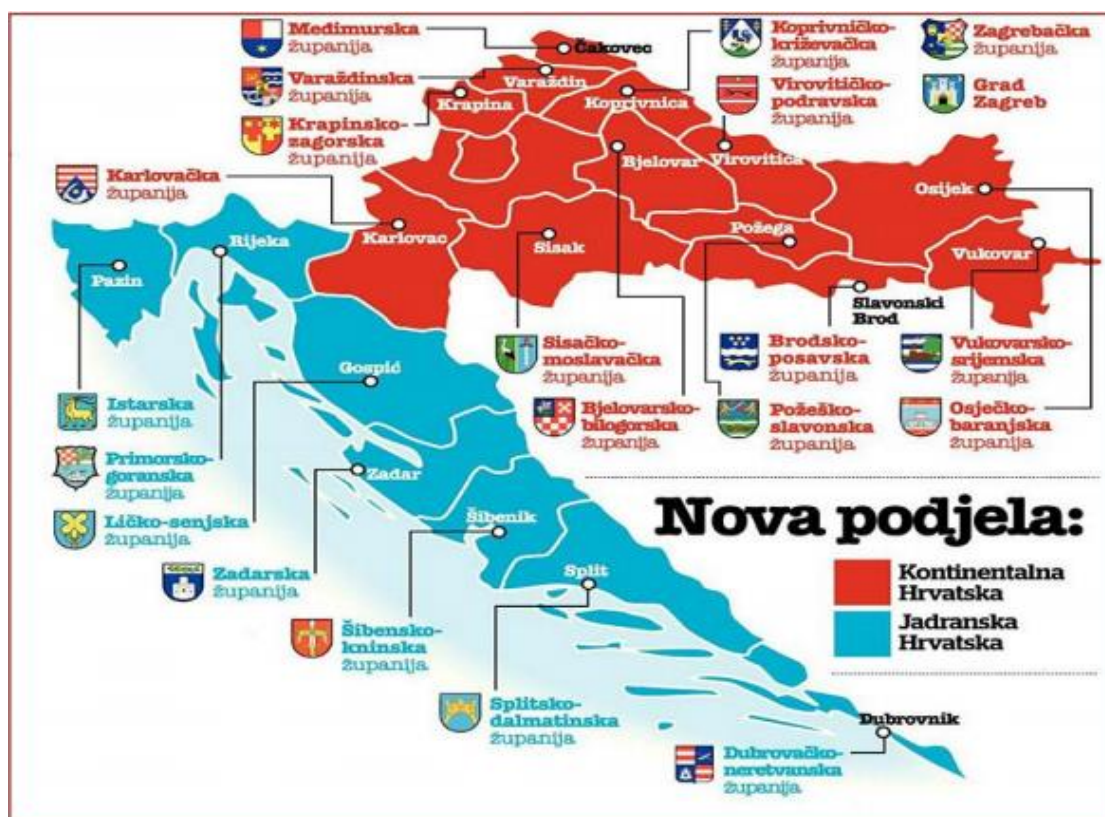 Međimurska
županija
Varaždinska
županija
Krapinsko-
zagorska
županija
Karlovačka
županija
Koprivničko-
križevačka
županija
Virovitičko-
podravska
županija
Zagrebačka
županija
Grad
Zagreb
Čakovec
Varaždin
Krapina
Koprivnica
Bjelovar
Virovitica
Osijek
Karlovac
Sisak
Požega
Vukovar
Slavonski
Brod
Rijeka
Pazin
Gospić
Zadar
Šibenik
Split
Dubrovnik
Sisačko-
moslavačka
županija
Brodsko-
posavska
županija
Vukovarsko-
srijemska
županija
Bjelovarsko-
bilogorska
županija
Požeško-
slavonska
županija
Osječko-
baranjska
županija
Istarska
županija
Primorsko-
goranska
županija
Ličko-senjska
županija
Zadarska
županija
Šibensko-
kninska
županija
Splitsko-
dalmatinska
županija
Dubrovačko-
neretvanska
županija
Nova podjela:
Kontinentalna
Hrvatska
Jadranska
Hrvatska